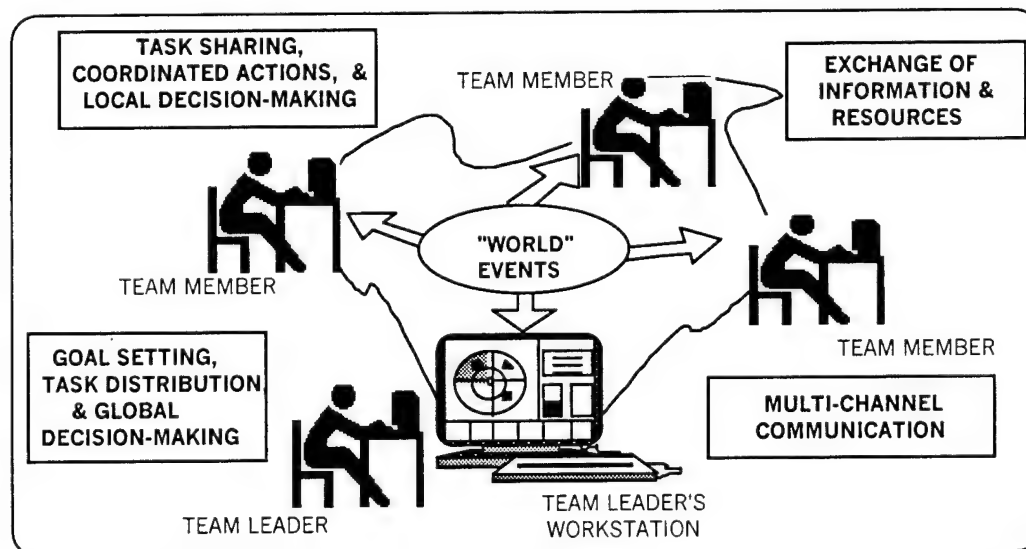 TASK SHARING,
COORDINATED ACTIONS, &
LOCAL DECISION-MAKING
TEAM MEMBER
EXCHANGE OF
INFORMATION &
RESOURCES
"WORLD"
EVENTS
TEAM MEMBER
TEAM MEMBER
GOAL SETTING,
TASK DISTRIBUTION,
& GLOBAL
DECISION-MAKING
MULTI-CHANNEL
COMMUNICATION
TEAM LEADER
TEAM LEADER'S
WORKSTATION